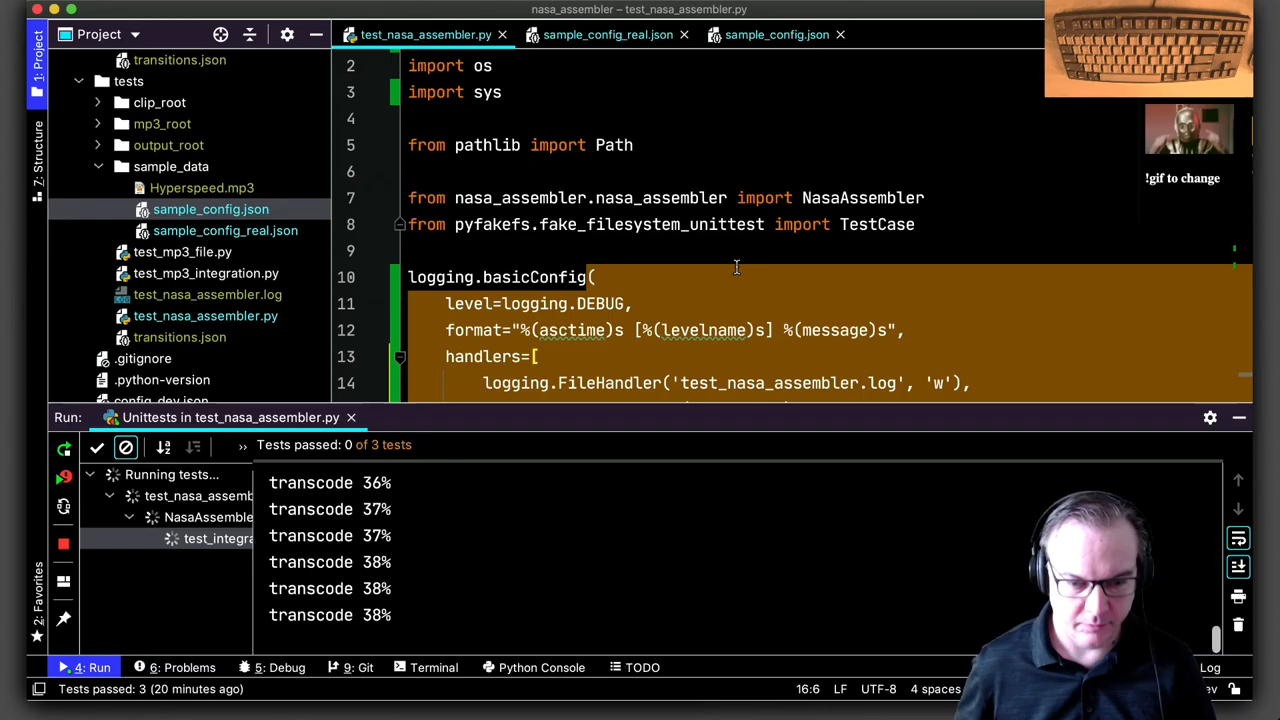 nasa_assembler – test_nasa_assembler.py
1: Project
7: Structure
2: Favorites
Project
transitions.json
tests
clip_root
mp3_root
output_root
sample_data
Hyperspeed.mp3
sample_config.json
sample_config_real.json
test_mp3_file.py
test_mp3_integration.py
test_nasa_assembler.log
test_nasa_assembler.py
transitions.json
.gitignore
.python-version
config_dev.json
test_nasa_assembler.py
sample_config_real.json
sample_config.json
2 import os
3 import sys
4
5 from pathlib import Path
6
7 from nasa_assembler.nasa_assembler import NasaAssembler
8 from pyfakefs.fake_filesystem_unittest import TestCase
9
10 logging.basicConfig(
11 level=logging.DEBUG,
12 format="%(asctime)s [%(levelname)s] %(message)s",
13 handlers=[
14 logging.FileHandler('test_nasa_assembler.log', 'w'),
!gif to change
Run: Unittests in test_nasa_assembler.py
Tests passed: 0 of 3 tests
Running tests...
test_nasa_assemb
NasaAssemble
test_integra
transcode 36%
transcode 37%
transcode 37%
transcode 38%
transcode 38%
transcode 38%
4: Run
6: Problems
5: Debug
9: Git
Terminal
Python Console
TODO
Log
Tests passed: 3 (20 minutes ago)
16:6
LF
UTF-8
4 spaces